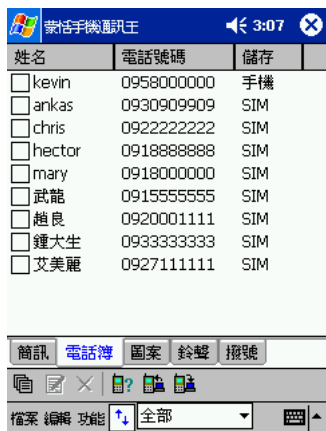 蒙恬手機通訊王 3:07
姓名 電話號碼 儲存
kevin 0958000000 手機
ankas 0930909909 SIM
chris 0922222222 SIM
hector 0918888888 SIM
mary 0918000000 SIM
武龍 0915555555 SIM
趙良 0920001111 SIM
鍾大生 0933333333 SIM
艾美麗 0927111111 SIM
簡訊 電話簿 圖案 鈴聲 撥號
檔案 編輯 功能 全部